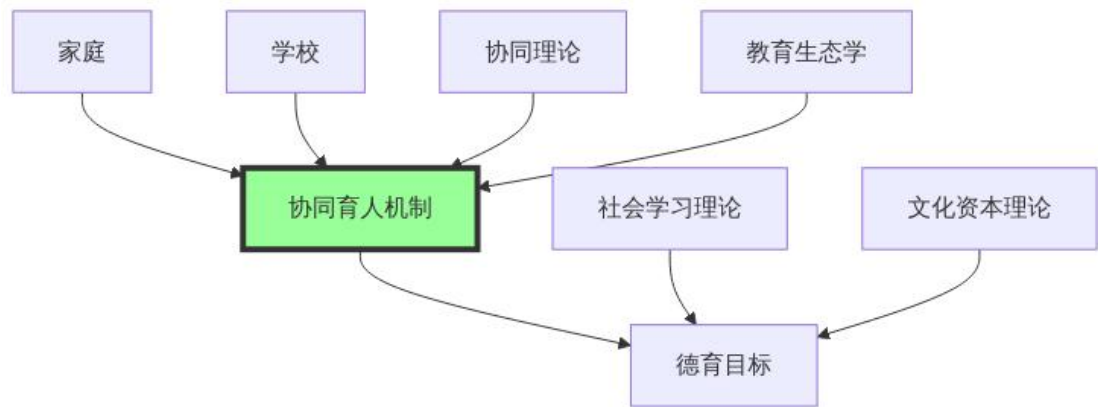 家庭
学校
协同理论
教育生态学
协同育人机制
社会学习理论
文化资本理论
德育目标